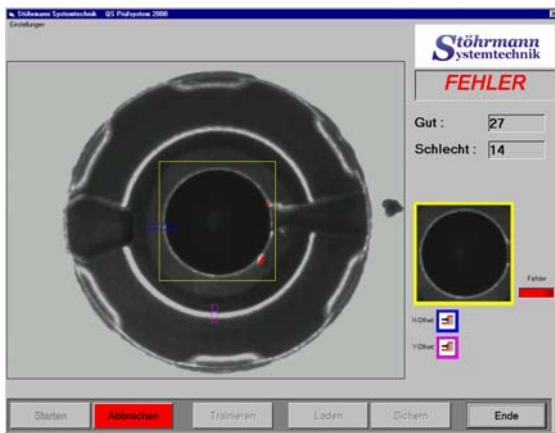 Stöhrmann Systemtechnik QS Prüfsystem 2000
Einstellungen
Stöhrmann
Systemtechnik
FEHLER
Gut : 27
Schlecht : 14
Fehler
X-Offset
Y-Offset
Starten Abbrechen Trainieren Laden Sichern Ende